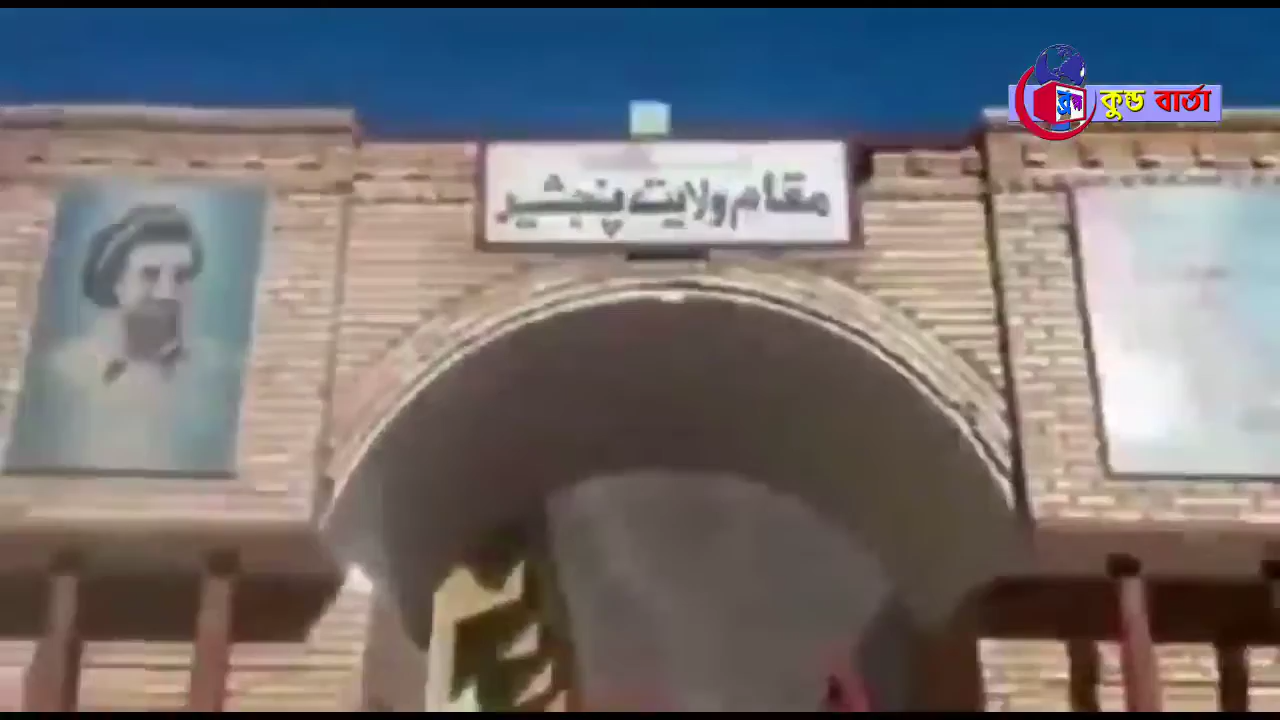 কুন্ড বার্তা
مقام ولایت پنجشیر